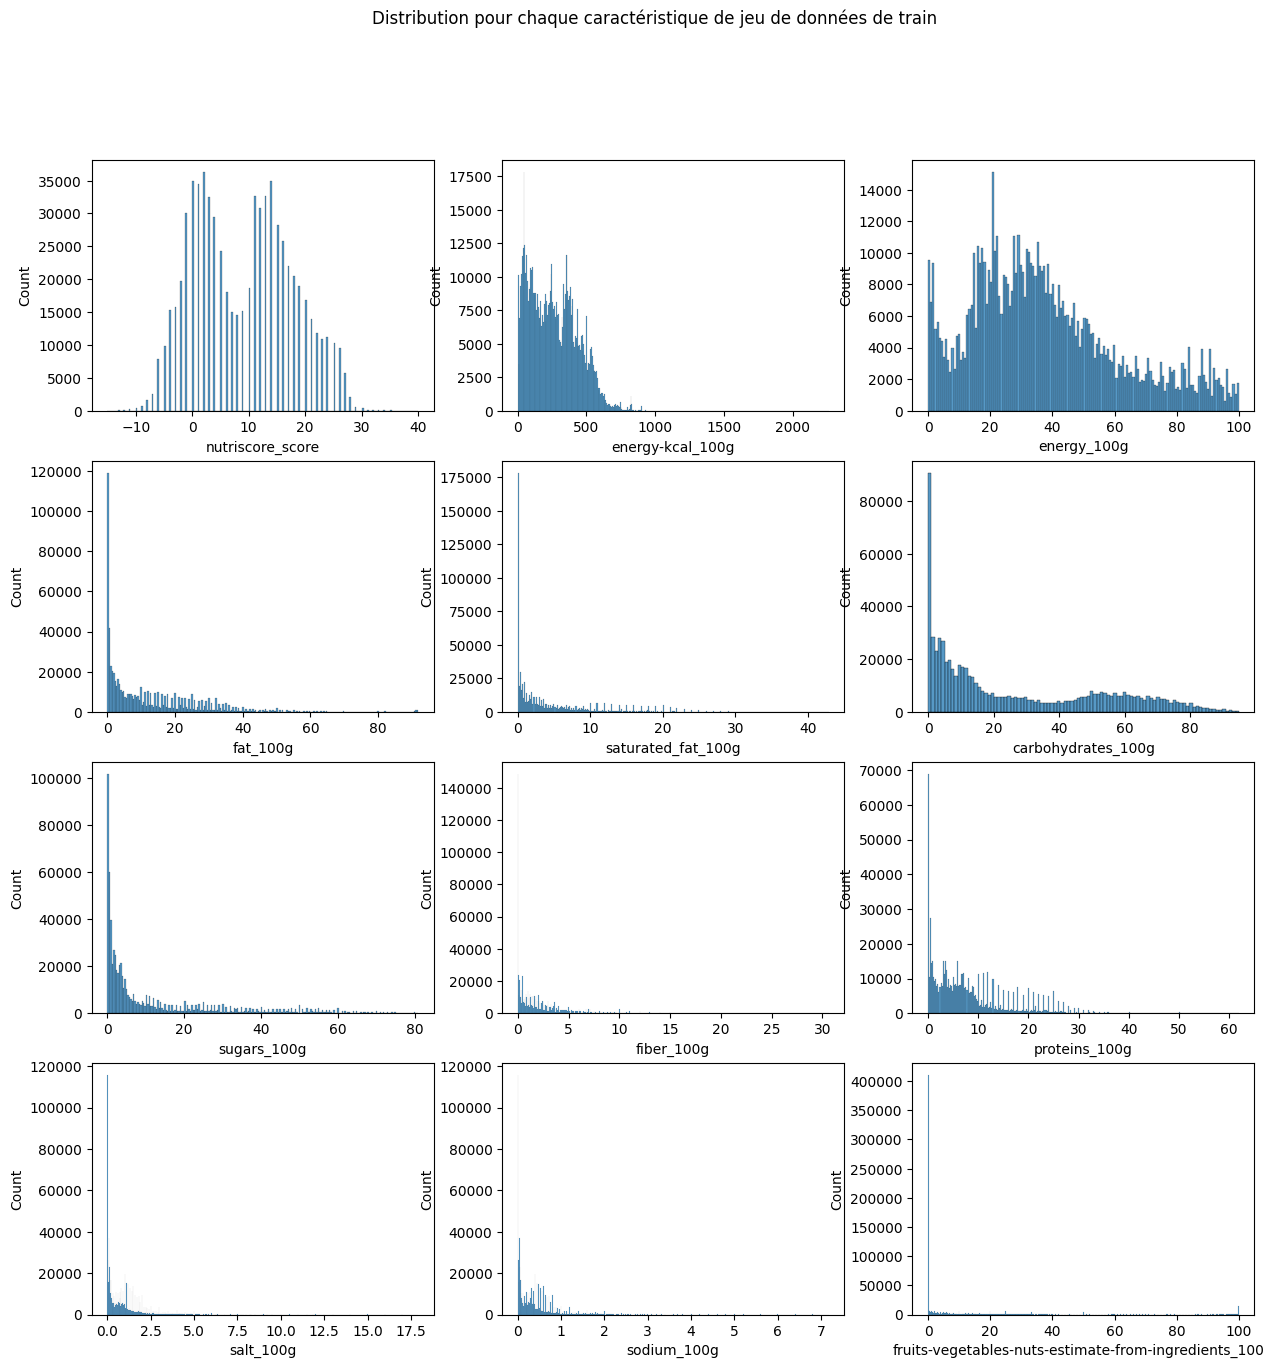 Distribution pour chaque caractéristique de jeu de données de train
35000
30000
25000
20000
15000
10000
5000
0
Count
−10 0 10 20 30 40
nutriscore_score
17500
15000
12500
10000
7500
5000
2500
0
Count
0 500 1000 1500 2000
energy-kcal_100g
14000
12000
10000
8000
6000
4000
2000
0
Count
0 20 40 60 80 100
energy_100g
120000
100000
80000
60000
40000
20000
0
Count
0 20 40 60 80
fat_100g
175000
150000
125000
100000
75000
50000
25000
0
Count
0 10 20 30 40
saturated_fat_100g
80000
60000
40000
20000
0
Count
0 20 40 60 80
carbohydrates_100g
100000
80000
60000
40000
20000
0
Count
0 20 40 60 80
sugars_100g
140000
120000
100000
80000
60000
40000
20000
0
Count
0 5 10 15 20 25 30
fiber_100g
70000
60000
50000
40000
30000
20000
10000
0
Count
0 10 20 30 40 50 60
proteins_100g
120000
100000
80000
60000
40000
20000
0
Count
0.0 2.5 5.0 7.5 10.0 12.5 15.0 17.5
salt_100g
120000
100000
80000
60000
40000
20000
0
Count
0 1 2 3 4 5 6 7
sodium_100g
400000
350000
300000
250000
200000
150000
100000
50000
0
Count
0 20 40 60 80 100
fruits-vegetables-nuts-estimate-from-ingredients_100